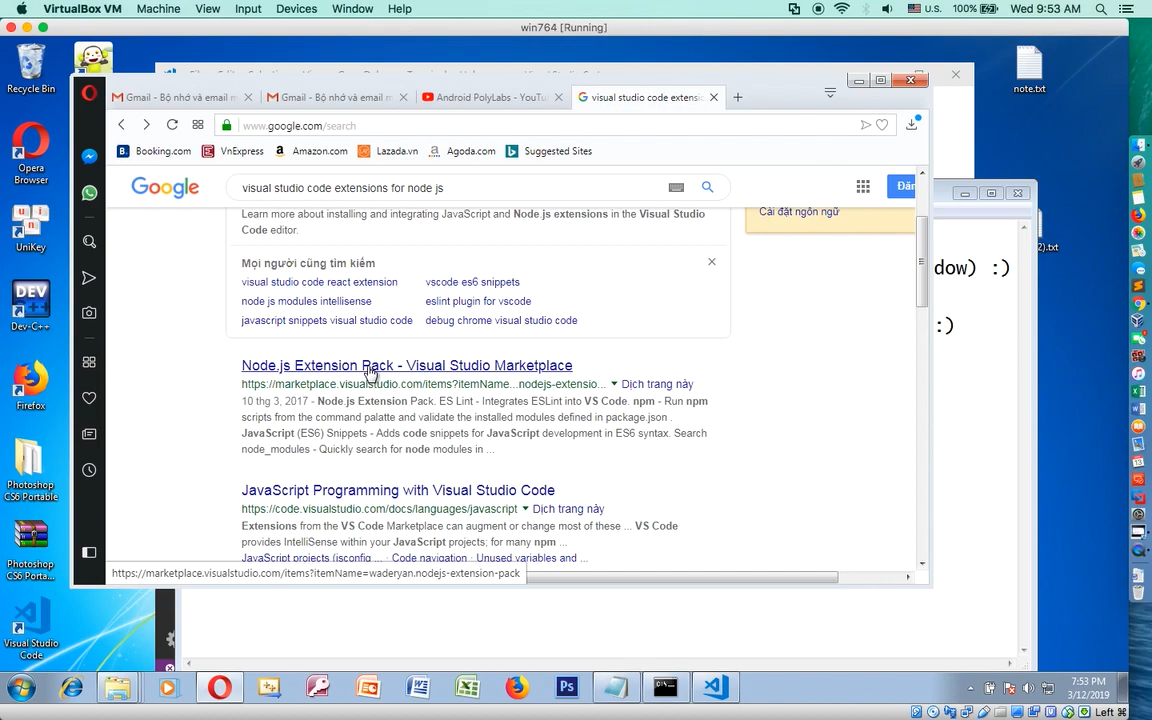 VirtualBox VM Machine View Input Devices Window Help U.S. 100% Wed 9:53 AM
win764 [Running]
Recycle Bin
note.txt
Gmail - Bộ nhớ và email m Gmail - Bộ nhớ và email m Android PolyLabs - YouTu visual studio code extensi
www.google.com/search
Booking.com VnExpress Amazon.com Lazada.vn Agoda.com Suggested Sites
Opera
Browser
Google visual studio code extensions for node js Đăn
Learn more about installing and integrating JavaScript and Node.js extensions in the Visual Studio
Code editor.
Cài đặt ngôn ngữ
UniKey
Mọi người cũng tìm kiếm
visual studio code react extension vscode es6 snippets
node js modules intellisense eslint plugin for vscode
javascript snippets visual studio code debug chrome visual studio code
dow) :)
:)
).txt
Dev-C++
Node.js Extension Pack - Visual Studio Marketplace
https://marketplace.visualstudio.com/items?itemName...nodejs-extensio... Dịch trang này
10 thg 3, 2017 - Node.js Extension Pack. ES Lint - Integrates ESLint into VS Code. npm - Run npm
scripts from the command palatte and validate the installed modules defined in package.json .
JavaScript (ES6) Snippets - Adds code snippets for JavaScript development in ES6 syntax. Search
node_modules - Quickly search for node modules in ...
Firefox
Photoshop
CS6 Portable
JavaScript Programming with Visual Studio Code
https://code.visualstudio.com/docs/languages/javascript Dịch trang này
Extensions from the VS Code Marketplace can augment or change most of these ... VS Code
provides IntelliSense within your JavaScript projects; for many npm ...
JavaScript projects (jsconfig ... · Code navigation · Unused variables and ...
Photoshop
CS6 Porta...
https://marketplace.visualstudio.com/items?itemName=waderyan.nodejs-extension-pack
Visual Studio
Code
7:53 PM
3/12/2019
Left ⌘